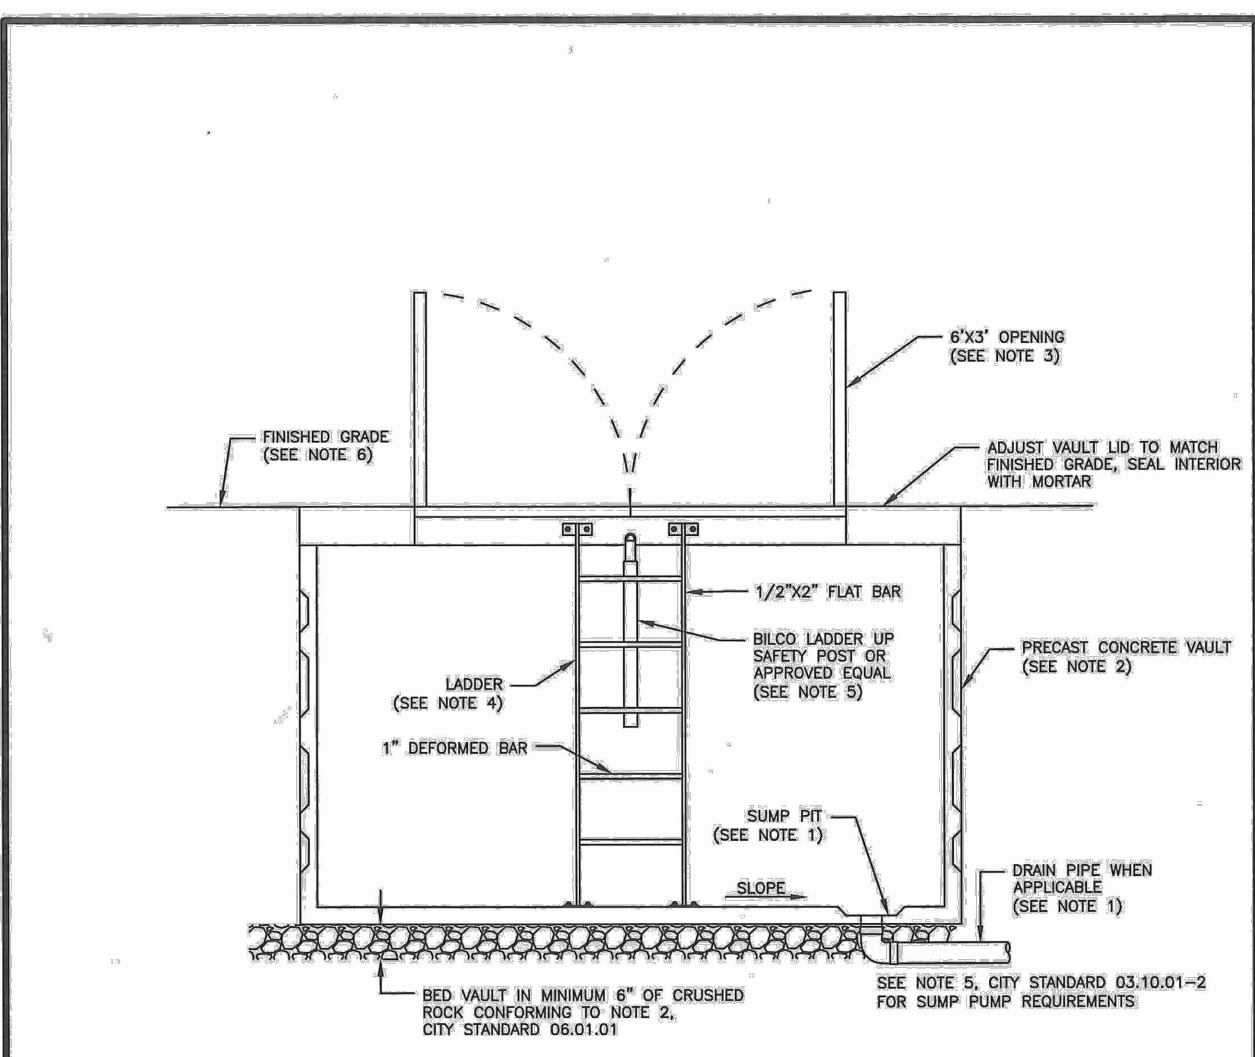 6'X3' OPENING
(SEE NOTE 3)
FINISHED GRADE
(SEE NOTE 6)
ADJUST VAULT LID TO MATCH
FINISHED GRADE, SEAL INTERIOR
WITH MORTAR
1/2"X2" FLAT BAR
BILCO LADDER UP
SAFETY POST OR
APPROVED EQUAL
(SEE NOTE 5)
PRECAST CONCRETE VAULT
(SEE NOTE 2)
LADDER
(SEE NOTE 4)
1" DEFORMED BAR
SUMP PIT
(SEE NOTE 1)
SLOPE
DRAIN PIPE WHEN
APPLICABLE
(SEE NOTE 1)
SEE NOTE 5, CITY STANDARD 03.10.01-2
FOR SUMP PUMP REQUIREMENTS
BED VAULT IN MINIMUM 6" OF CRUSHED
ROCK CONFORMING TO NOTE 2,
CITY STANDARD 06.01.01